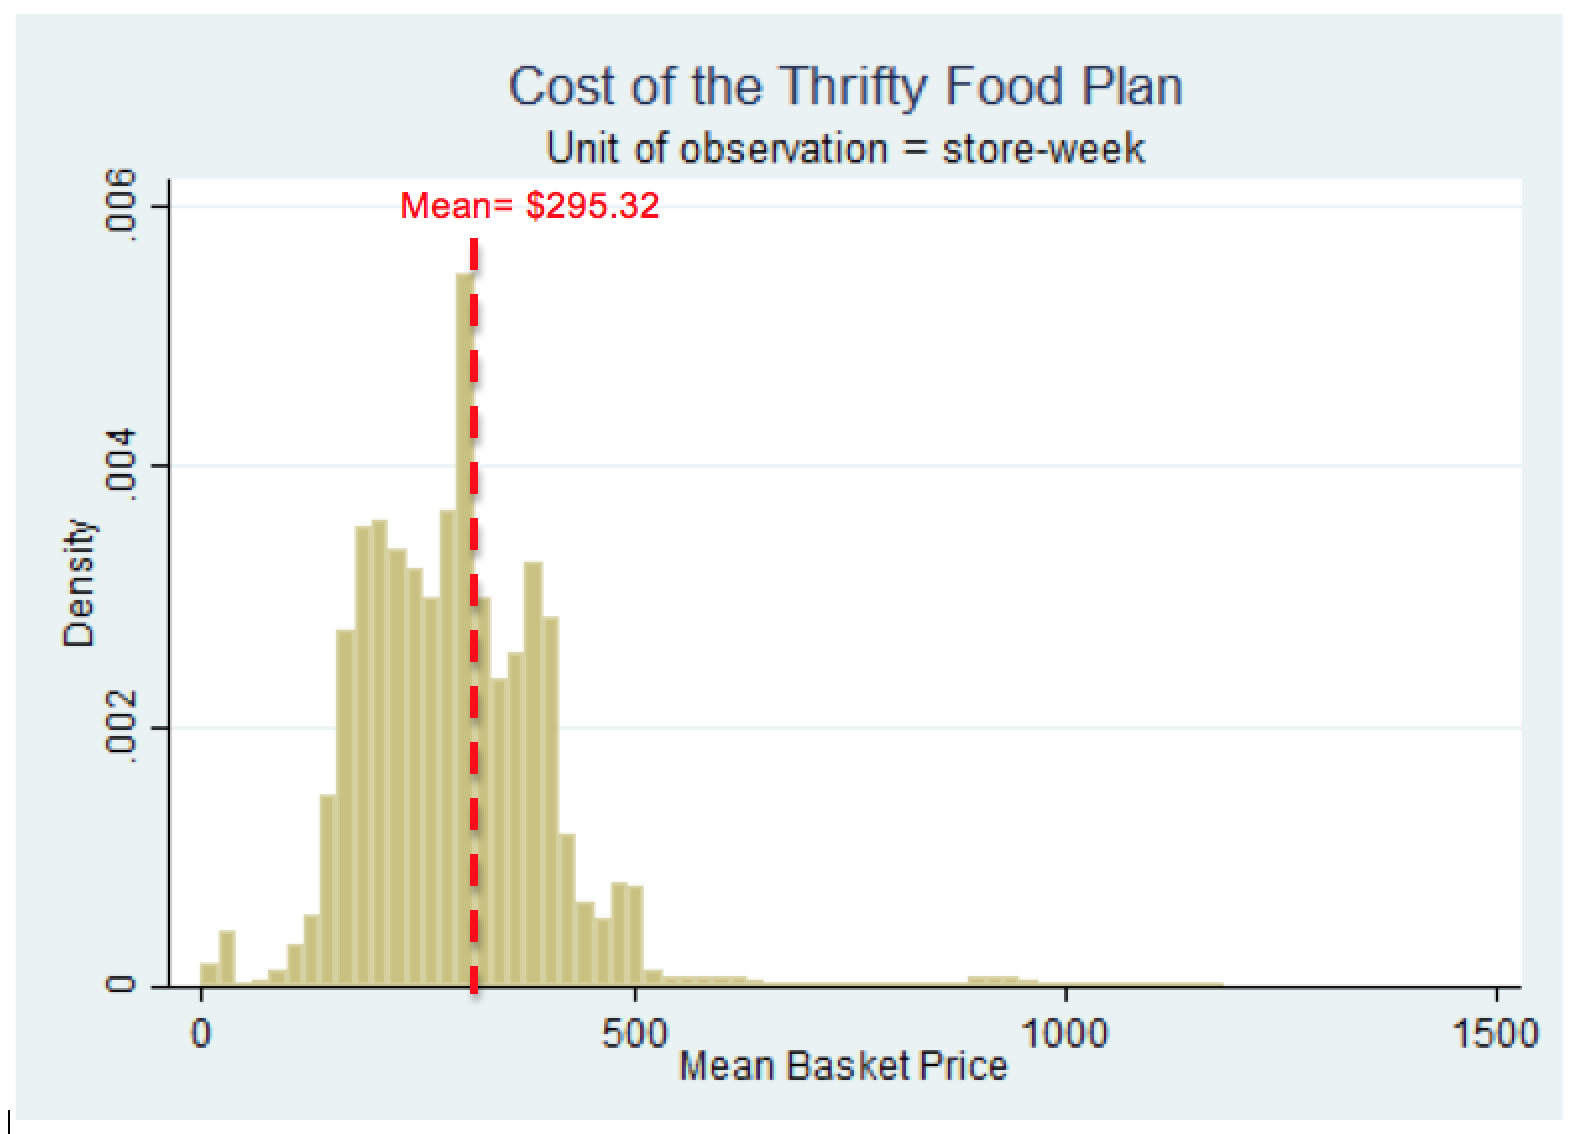 Cost of the Thrifty Food Plan
Unit of observation = store-week
Mean= $295.32
.006
.004
.002
0
Density
0 500 1000 1500
Mean Basket Price